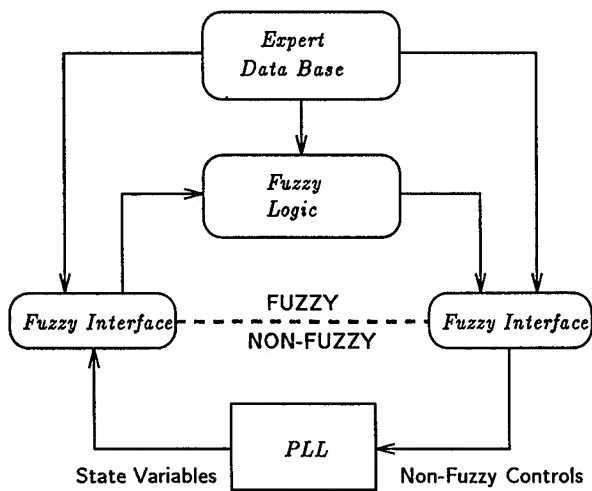 Expert
Data Base
Fuzzy
Logic
Fuzzy Interface
FUZZY
NON-FUZZY
Fuzzy Interface
PLL
State Variables
Non-Fuzzy Controls